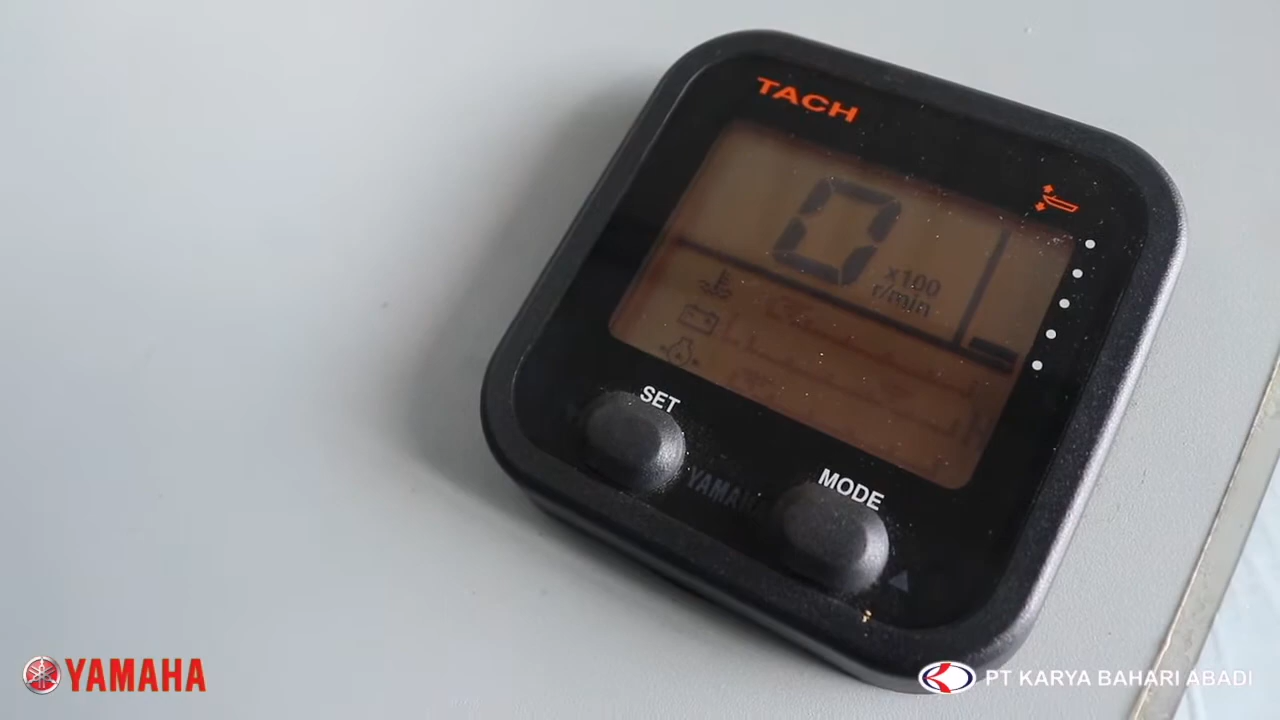 TACH
0
x100
r/min
SET
MODE
YAMAHA
YAMAHA
PT KARYA BAHARI ABADI